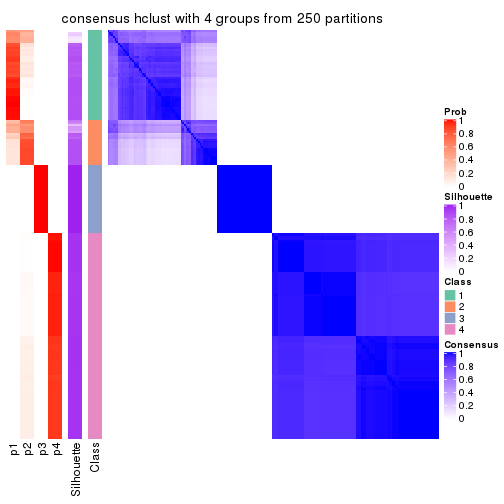 consensus hclust with 4 groups from 250 partitions
Prob
1
0.8
0.6
0.4
0.2
0
Silhouette
1
0.8
0.6
0.4
0.2
0
Class
1
2
3
4
Consensus
1
0.8
0.6
0.4
0.2
0
p1
p2
p3
p4
Silhouette
Class